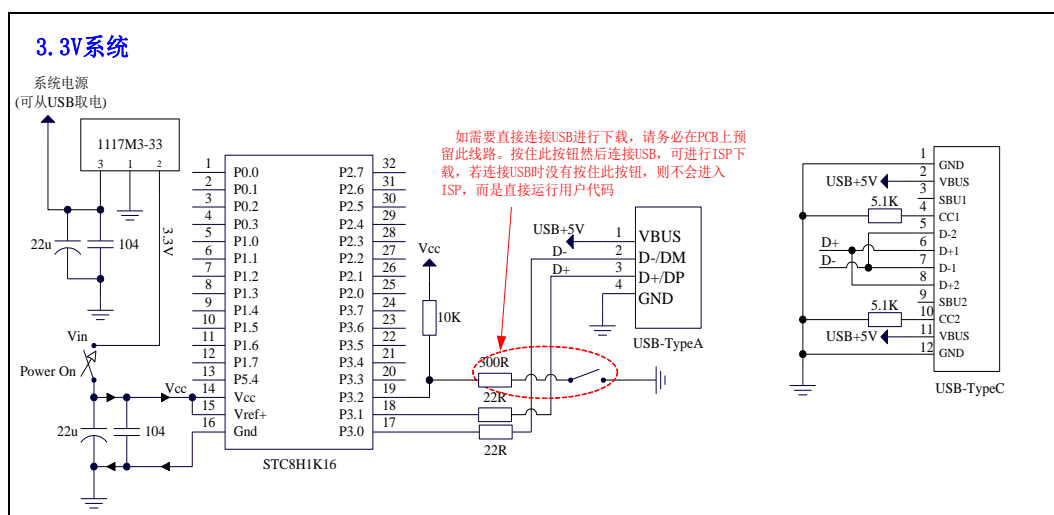 3.3V系统
系统电源
(可从USB取电)
1117M3-33
3 1 2
22u
104
3.3V
Vin
Power On
Vcc
22u
104
1 P0.0
2 P0.1
3 P0.2
4 P0.3
5 P1.0
6 P1.1
7 P1.2
8 P1.3
9 P1.4
10 P1.5
11 P1.6
12 P1.7
13 P5.4
14 Vcc
15 Vref+
16 Gnd
P2.7 32
P2.6 31
P2.5 30
P2.4 29
P2.3 28
P2.2 27
P2.1 26
P2.0 25
P3.7 24
P3.6 23
P3.5 22
P3.4 21
P3.3 20
P3.2 19
P3.1 18
P3.0 17
STC8H1K16
如需要直接连接USB进行下载，请务必在PCB上预
留此线路。按住此按钮然后连接USB，可进行ISP下
载，若连接USB时没有按住此按钮，则不会进入
ISP，而是直接运行用户代码
Vcc
10K
300R
22R
22R
USB+5V
D-
D+
1 VBUS
2 D-/DM
3 D+/DP
4 GND
USB-TypeA
USB+5V
5.1K
D+
D-
5.1K
USB+5V
1 GND
2 VBUS
3 SBU1
4 CC1
5 D-2
6 D+1
7 D-1
8 D+2
9 SBU2
10 CC2
11 VBUS
12 GND
USB-TypeC